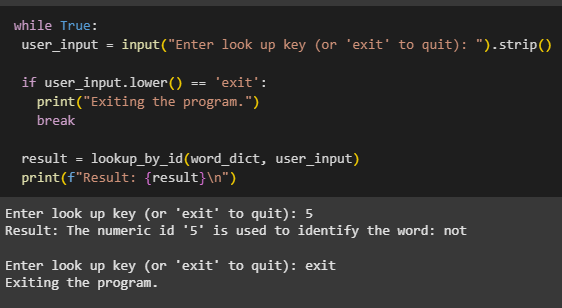 while True:
user_input = input("Enter look up key (or 'exit' to quit): ").strip()
if user_input.lower() == 'exit':
print("Exiting the program.")
break
result = lookup_by_id(word_dict, user_input)
print(f"Result: {result}\n")
Enter look up key (or 'exit' to quit): 5
Result: The numeric id '5' is used to identify the word: not
Enter look up key (or 'exit' to quit): exit
Exiting the program.